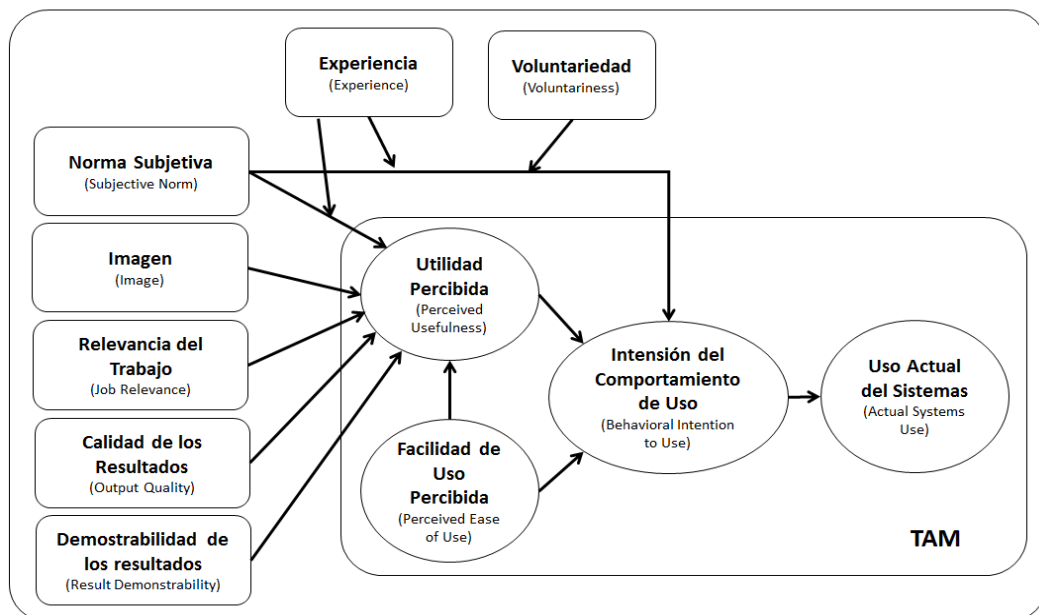 Experiencia
(Experience)
Voluntariedad
(Voluntariness)
Norma Subjetiva
(Subjective Norm)
Imagen
(Image)
Relevancia del
Trabajo
(Job Relevance)
Calidad de los
Resultados
(Output Quality)
Demostrabilidad de
los resultados
(Result Demonstrability)
Utilidad
Percibida
(Perceived
Usefulness)
Facilidad de
Uso
Percibida
(Perceived Ease
of Use)
Intensión del
Comportamiento
de Uso
(Behavioral Intention
to Use)
Uso Actual
del Sistemas
(Actual Systems
Use)
TAM